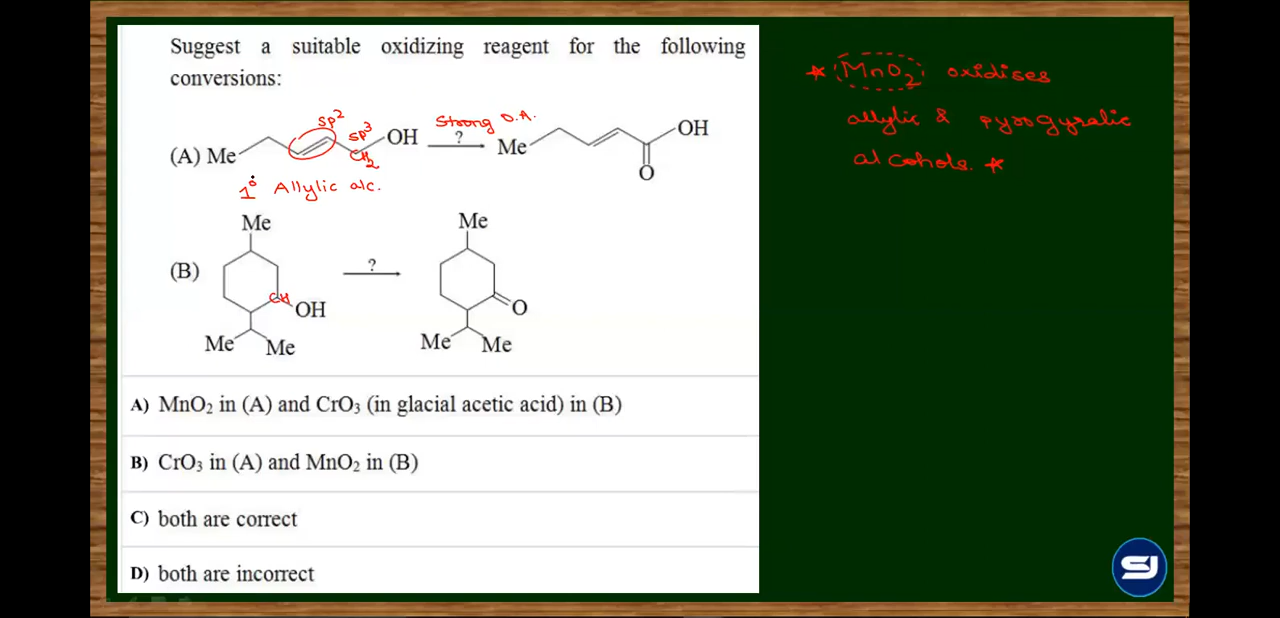 Suggest a suitable oxidizing reagent for the following
conversions:
sp2
sp3
Strong O.A.
(A) Me
OH
CH2
?
Me
OH
O
1° Allylic alc.
Me
Me
(B)
?
CH
OH
O
Me
Me
Me
Me
A) MnO2 in (A) and CrO3 (in glacial acetic acid) in (B)
B) CrO3 in (A) and MnO2 in (B)
C) both are correct
D) both are incorrect
* MnO2 oxidises
allylic & pyrogyralic
alcohols. *
SJ